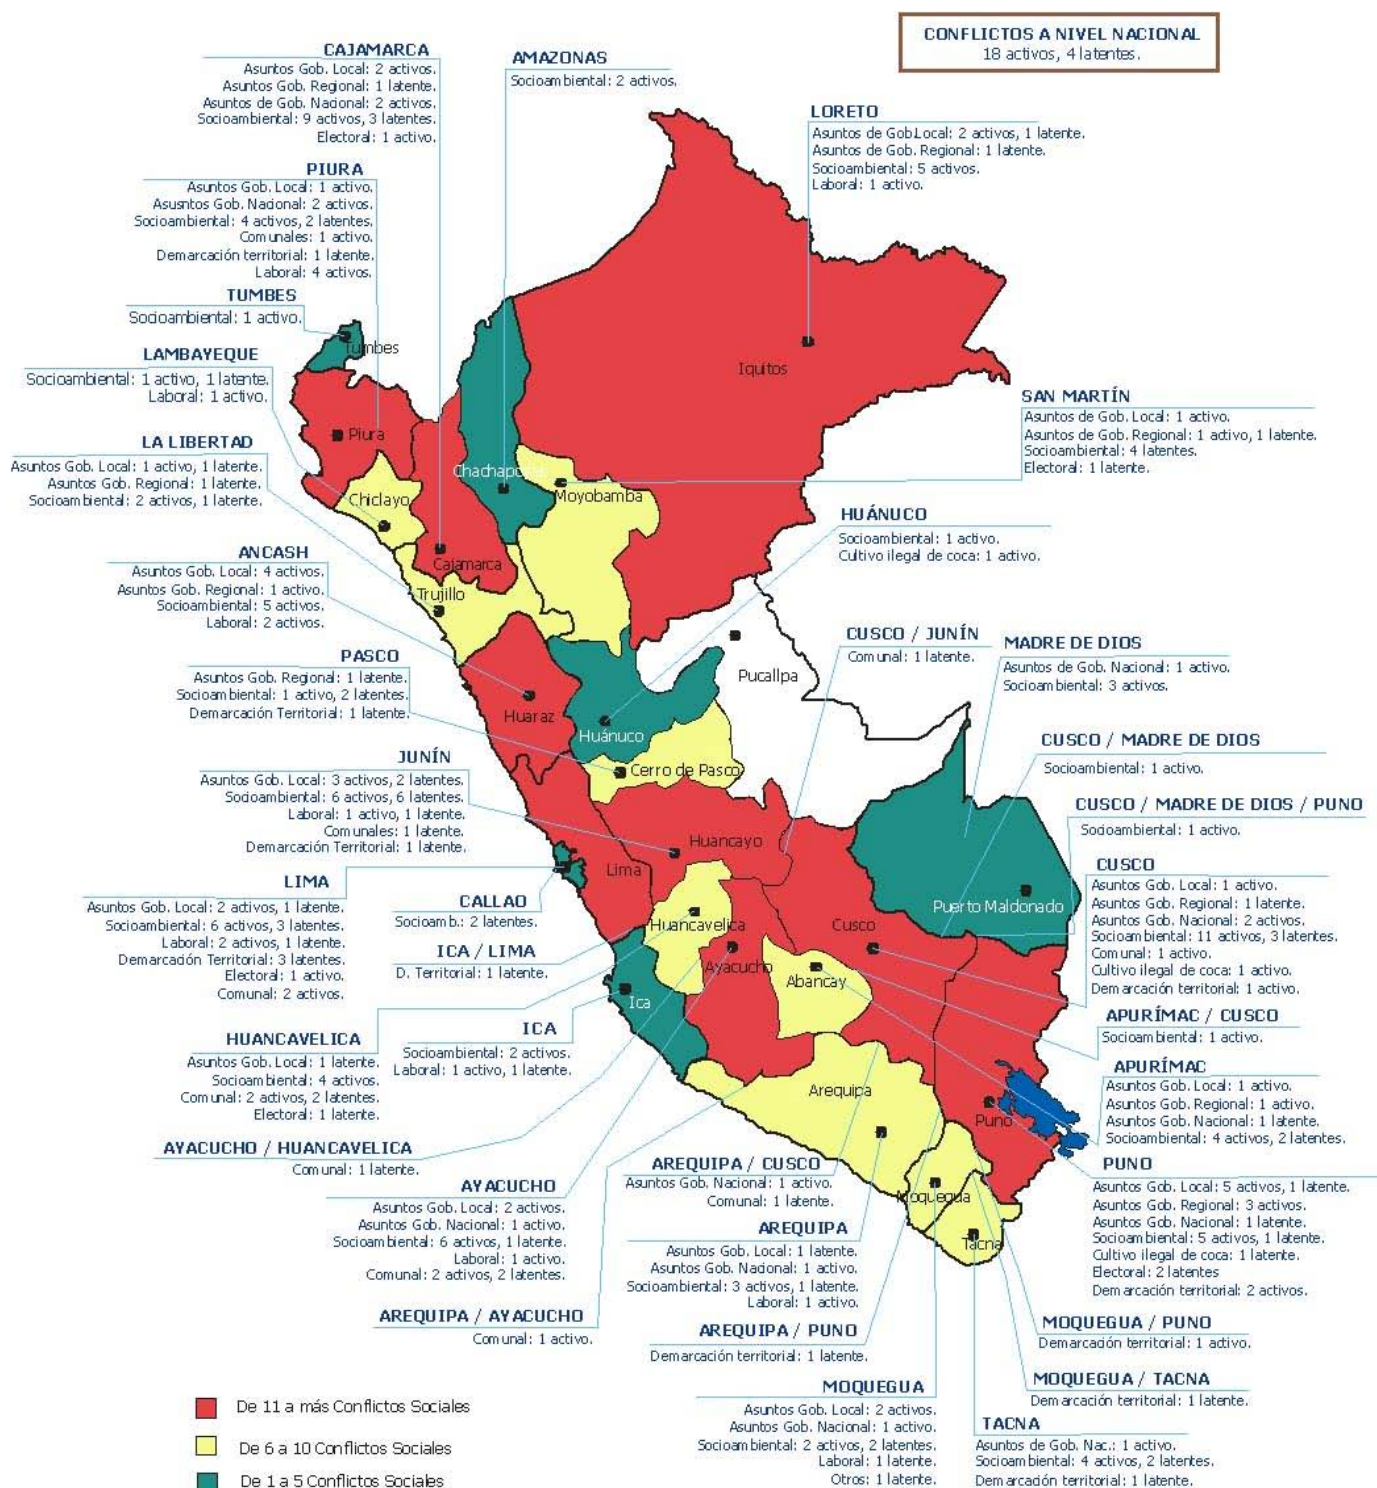 CONFLICTOS A NIVEL NACIONAL
18 activos, 4 latentes.
CAJAMARCA
Asuntos Gob. Local: 2 activos.
Asuntos Gob. Regional: 1 latente.
Asuntos de Gob. Nacional: 2 activos.
Socioambiental: 9 activos, 3 latentes.
Electoral: 1 activo.
AMAZONAS
Socioambiental: 2 activos.
LORETO
Asuntos de Gob.Local: 2 activos, 1 latente.
Asuntos de Gob. Regional: 1 latente.
Socioambiental: 5 activos.
Laboral: 1 activo.
PIURA
Asuntos Gob. Local: 1 activo.
Asusntos Gob. Nacional: 2 activos.
Socioambiental: 4 activos, 2 latentes.
Comunales: 1 activo.
Demarcación territorial: 1 latente.
Laboral: 4 activos.
TUMBES
Socioambiental: 1 activo.
LAMBAYEQUE
Socioambiental: 1 activo, 1 latente.
Laboral: 1 activo.
SAN MARTÍN
Asuntos de Gob. Local: 1 activo.
Asuntos de Gob. Regional: 1 activo, 1 latente.
Socioambiental: 4 latentes.
Electoral: 1 latente.
LA LIBERTAD
Asuntos Gob. Local: 1 activo, 1 latente.
Asuntos Gob. Regional: 1 latente.
Socioambiental: 2 activos, 1 latente.
HUÁNUCO
Socioambiental: 1 activo.
Cultivo ilegal de coca: 1 activo.
ANCASH
Asuntos Gob. Local: 4 activos.
Asuntos Gob. Regional: 1 activo.
Socioambiental: 5 activos.
Laboral: 2 activos.
CUSCO / JUNÍN
Comunal: 1 latente.
MADRE DE DIOS
Asuntos de Gob. Nacional: 1 activo.
Socioambiental: 3 activos.
PASCO
Asuntos Gob. Regional: 1 latente.
Socioambiental: 1 activo, 2 latentes.
Demarcación Territorial: 1 latente.
CUSCO / MADRE DE DIOS
Socioambiental: 1 activo.
JUNÍN
Asuntos Gob. Local: 3 activos, 2 latentes.
Socioambiental: 6 activos, 6 latentes.
Laboral: 1 activo, 1 latente.
Comunales: 1 latente.
Demarcación Territorial: 1 latente.
CUSCO / MADRE DE DIOS / PUNO
Socioambiental: 1 activo.
CUSCO
Asuntos Gob. Local: 1 activo.
Asuntos Gob. Regional: 1 latente.
Asuntos Gob. Nacional: 2 activos.
Socioambiental: 11 activos, 3 latentes.
Comunal: 1 activo.
Cultivo ilegal de coca: 1 activo.
Demarcación territorial: 1 activo.
LIMA
Asuntos Gob. Local: 2 activos, 1 latente.
Socioambiental: 6 activos, 3 latentes.
Laboral: 2 activos, 1 latente.
Demarcación Territorial: 3 latentes.
Electoral: 1 activo.
Comunal: 2 activos.
CALLAO
Socioamb.: 2 latentes.
ICA / LIMA
D. Territorial: 1 latente.
ICA
Socioambiental: 2 activos.
Laboral: 1 activo, 1 latente.
HUANCAVELICA
Asuntos Gob. Local: 1 latente.
Socioambiental: 4 activos.
Comunal: 2 activos, 2 latentes.
Electoral: 1 latente.
APURÍMAC / CUSCO
Socioambiental: 1 activo.
APURÍMAC
Asuntos Gob. Local: 1 activo.
Asuntos Gob. Regional: 1 activo.
Asuntos Gob. Nacional: 1 latente.
Socioambiental: 4 activos, 2 latentes.
AYACUCHO / HUANCAVELICA
Comunal: 1 latente.
AREQUIPA / CUSCO
Asuntos Gob. Nacional: 1 activo.
Comunal: 1 latente.
PUNO
Asuntos Gob. Local: 5 activos, 1 latente.
Asuntos Gob. Regional: 3 activos.
Asuntos Gob. Nacional: 1 latente.
Socioambiental: 5 activos, 1 latente.
Cultivo ilegal de coca: 1 latente.
Electoral: 2 latentes
Demarcación territorial: 2 activos.
AYACUCHO
Asuntos Gob. Local: 2 activos.
Asuntos Gob. Nacional: 1 activo.
Socioambiental: 6 activos, 1 latente.
Laboral: 1 activo.
Comunal: 2 activos, 2 latentes.
AREQUIPA
Asuntos Gob. Local: 1 latente.
Asuntos Gob. Nacional: 1 activo.
Socioambiental: 3 activos, 1 latente.
Laboral: 1 activo.
AREQUIPA / AYACUCHO
Comunal: 1 activo.
AREQUIPA / PUNO
Demarcación territorial: 1 latente.
MOQUEGUA / PUNO
Demarcación territorial: 1 activo.
MOQUEGUA / TACNA
Demarcación territorial: 1 latente.
MOQUEGUA
Asuntos Gob. Local: 2 activos.
Asuntos Gob. Nacional: 1 activo.
Socioambiental: 2 activos, 2 latentes.
Laboral: 1 latente.
Otros: 1 latente.
TACNA
Asuntos de Gob. Nac.: 1 activo.
Socioambiental: 4 activos, 2 latentes.
Demarcación territorial: 1 latente.
Tumbes
Iquitos
Piura
Chachapoyas
Moyobamba
Chiclayo
Cajamarca
Trujillo
Pucallpa
Huaraz
Huánuco
Cerro de Pasco
Huancayo
Lima
Puerto Maldonado
Huancavelica
Cusco
Ayacucho
Abancay
Ica
Arequipa
Puno
Moquegua
Tacna
De 11 a más Conflictos Sociales
De 6 a 10 Conflictos Sociales
De 1 a 5 Conflictos Sociales